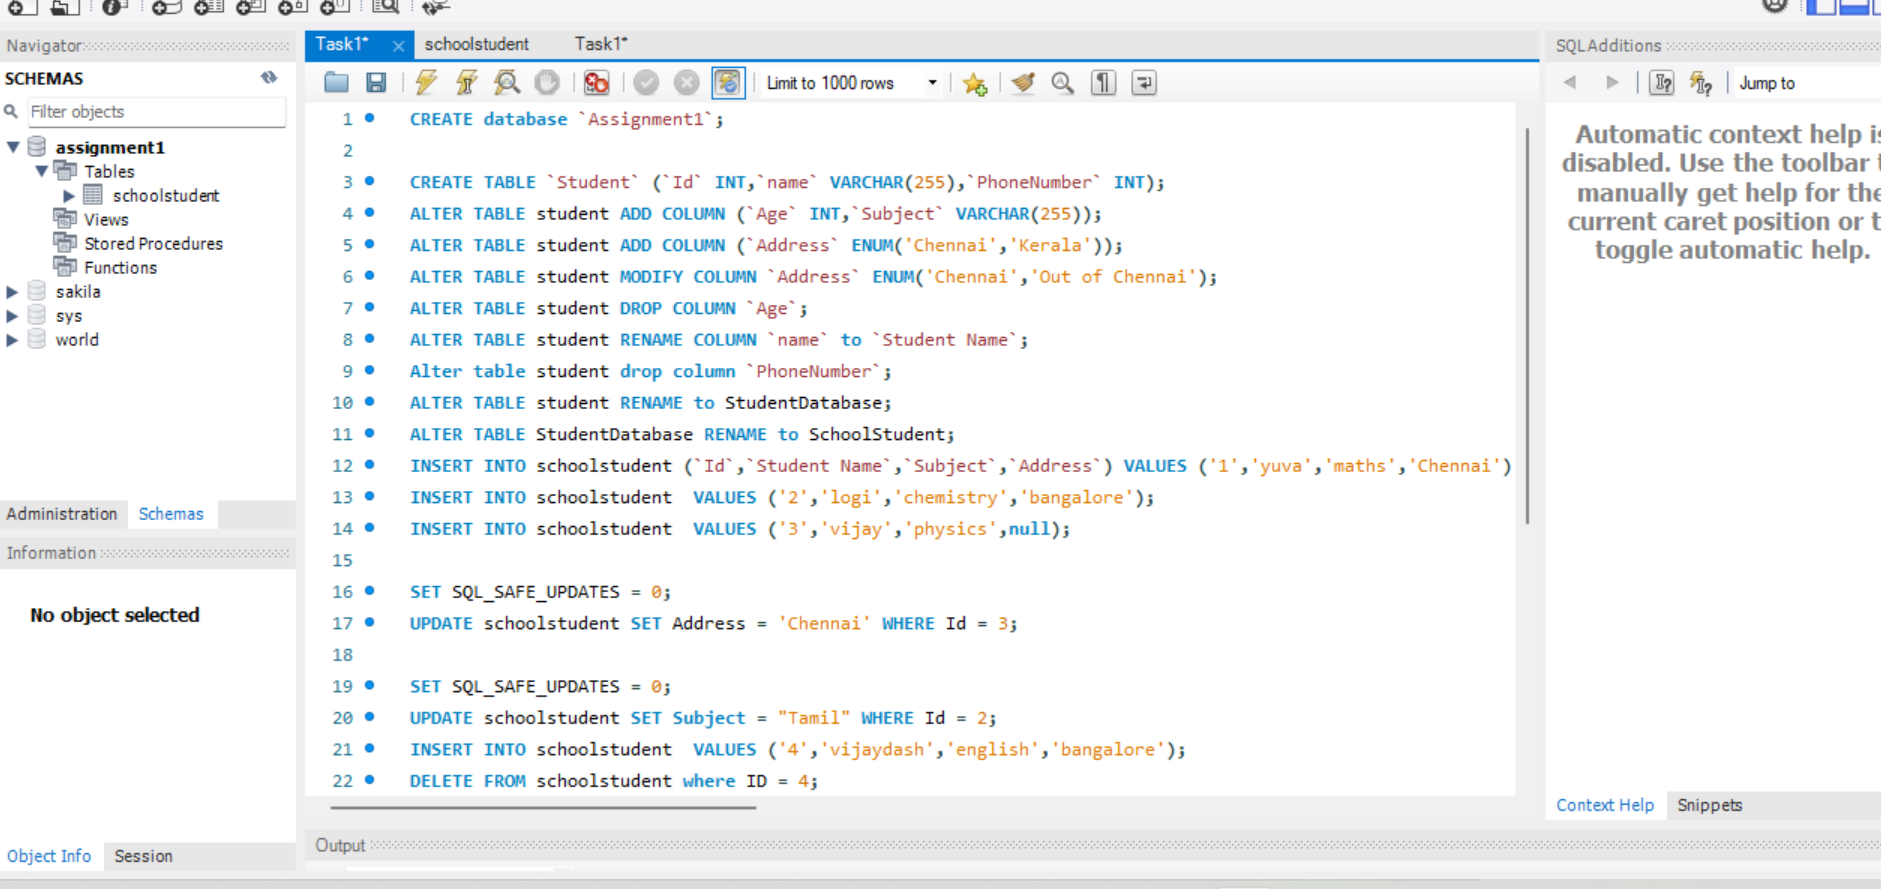 Navigator
SCHEMAS
Filter objects
assignment1
Tables
schoolstudent
Views
Stored Procedures
Functions
sakila
sys
world
Administration Schemas
Information
No object selected
Object Info Session
Task1* schoolstudent Task1*
Limit to 1000 rows
1 CREATE database `Assignment1`;
2
3 CREATE TABLE `Student` (`Id` INT,`name` VARCHAR(255),`PhoneNumber` INT);
4 ALTER TABLE student ADD COLUMN (`Age` INT,`Subject` VARCHAR(255));
5 ALTER TABLE student ADD COLUMN (`Address` ENUM('Chennai','Kerala'));
6 ALTER TABLE student MODIFY COLUMN `Address` ENUM('Chennai','Out of Chennai');
7 ALTER TABLE student DROP COLUMN `Age`;
8 ALTER TABLE student RENAME COLUMN `name` to `Student Name`;
9 Alter table student drop column `PhoneNumber`;
10 ALTER TABLE student RENAME to StudentDatabase;
11 ALTER TABLE StudentDatabase RENAME to SchoolStudent;
12 INSERT INTO schoolstudent (`Id`,`Student Name`,`Subject`,`Address`) VALUES ('1','yuva','maths','Chennai')
13 INSERT INTO schoolstudent  VALUES ('2','logi','chemistry','bangalore');
14 INSERT INTO schoolstudent  VALUES ('3','vijay','physics',null);
15
16 SET SQL_SAFE_UPDATES = 0;
17 UPDATE schoolstudent SET Address = 'Chennai' WHERE Id = 3;
18
19 SET SQL_SAFE_UPDATES = 0;
20 UPDATE schoolstudent SET Subject = "Tamil" WHERE Id = 2;
21 INSERT INTO schoolstudent  VALUES ('4','vijaydash','english','bangalore');
22 DELETE FROM schoolstudent where ID = 4;
Output
SQLAdditions
Jump to
Automatic context help is
disabled. Use the toolbar t
manually get help for the
current caret position or t
toggle automatic help.
Context Help Snippets